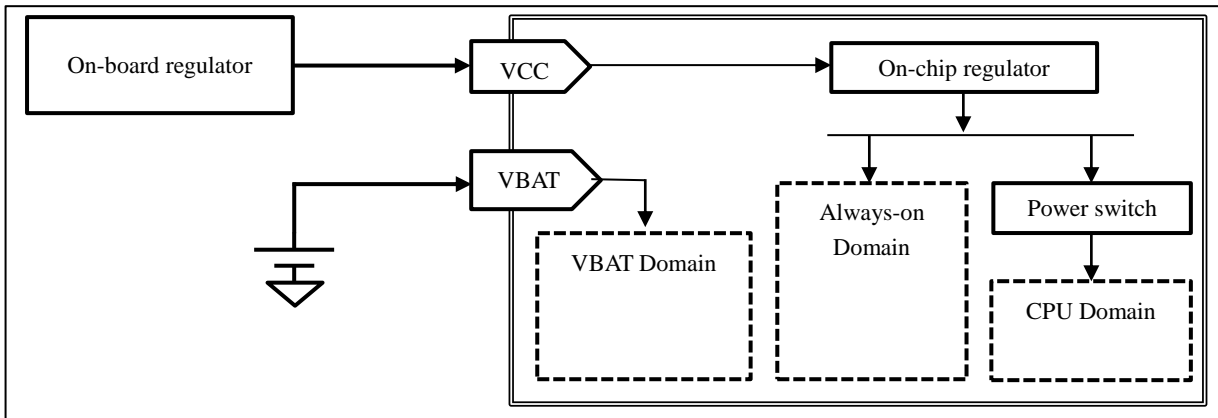 On-board regulator
VCC
On-chip regulator
VBAT
Always-on
Domain
Power switch
VBAT Domain
CPU Domain